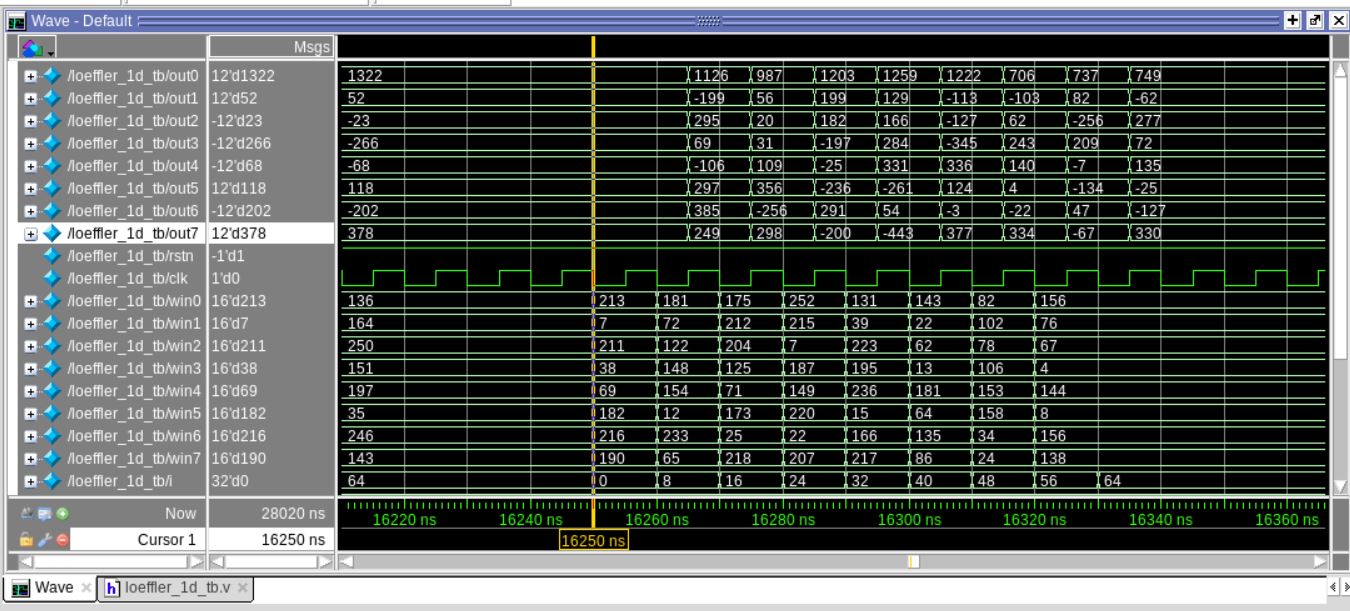 Wave - Default
Msgs
/loeffler_1d_tb/out0 12'd1322 1322 1126 987 1203 1259 1222 706 737 749
/loeffler_1d_tb/out1 12'd52 52 -199 56 199 129 -113 -103 82 -62
/loeffler_1d_tb/out2 -12'd23 -23 295 20 182 166 -127 62 -256 277
/loeffler_1d_tb/out3 -12'd266 -266 69 31 -197 284 -345 243 209 72
/loeffler_1d_tb/out4 -12'd68 -68 -106 109 -25 331 336 140 -7 135
/loeffler_1d_tb/out5 12'd118 118 297 356 -236 -261 124 4 -134 -25
/loeffler_1d_tb/out6 -12'd202 -202 385 -256 291 54 -3 -22 47 -127
/loeffler_1d_tb/out7 12'd378 378 249 298 -200 -443 377 334 -67 330
/loeffler_1d_tb/rstn -1'd1
/loeffler_1d_tb/clk 1'd0
/loeffler_1d_tb/win0 16'd213 136 213 181 175 252 131 143 82 156
/loeffler_1d_tb/win1 16'd7 164 7 72 212 215 39 22 102 76
/loeffler_1d_tb/win2 16'd211 250 211 122 204 7 223 62 78 67
/loeffler_1d_tb/win3 16'd38 151 38 148 125 187 195 13 106 4
/loeffler_1d_tb/win4 16'd69 197 69 154 71 149 236 181 153 144
/loeffler_1d_tb/win5 16'd182 35 182 12 173 220 15 64 158 8
/loeffler_1d_tb/win6 16'd216 246 216 233 25 22 166 135 34 156
/loeffler_1d_tb/win7 16'd190 143 190 65 218 207 217 86 24 138
/loeffler_1d_tb/i 32'd0 64 0 8 16 24 32 40 48 56 64
Now 28020 ns 16220 ns 16240 ns 16260 ns 16280 ns 16300 ns 16320 ns 16340 ns 16360 ns
Cursor 1 16250 ns 16250 ns
Wave loeffler_1d_tb.v